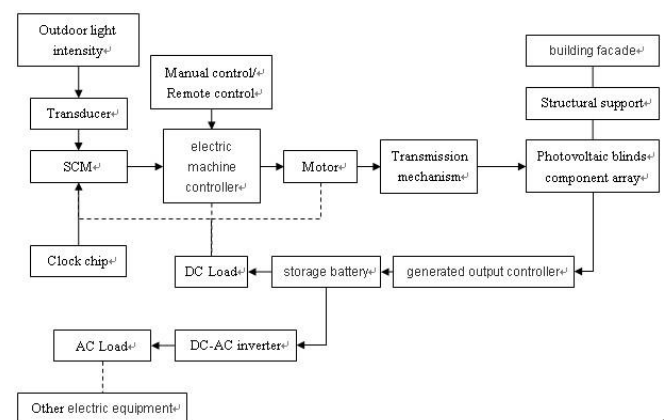 Outdoor light
intensity↵
Transducer↵
SCM↵
Clock chip↵
Manual control/↵
Remote control↵
electric
machine
controller↵
Motor↵
Transmission
mechanism↵
building facade↵
Structural support↵
Photovoltaic blinds
component array↵
DC Load↵
storage battery↵
generated output controller↵
AC Load↵
DC-AC inverter↵
Other electric equipment↵